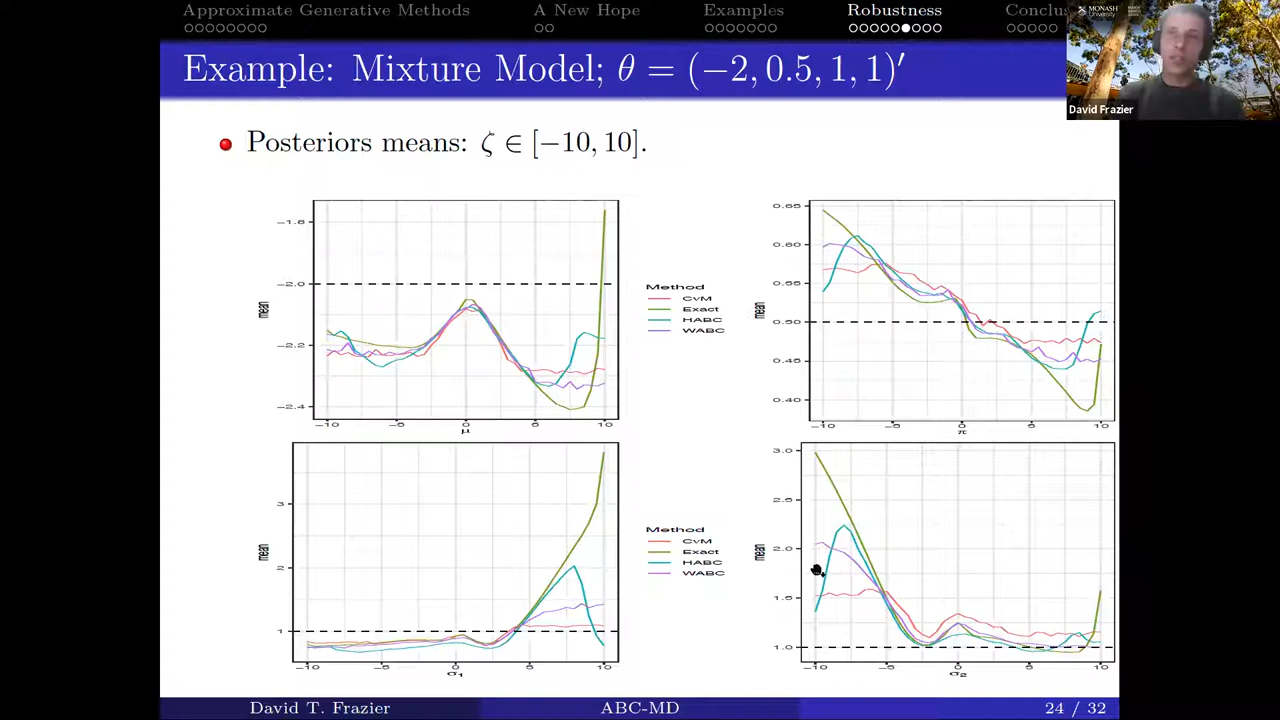 Approximate Generative Methods A New Hope Examples Robustness Conclus
MONASH University
David Frazier
Example: Mixture Model; θ = (−2, 0.5, 1, 1)′
Posteriors means: ζ ∈ [−10, 10].
−1.8
−2.0
−2.2
−2.4
mean
−10 −5 0 5 10
μ
Method
CvM
Exact
HABC
WABC
0.65
0.60
0.55
0.50
0.45
0.40
mean
−10 −5 0 5 10
π
3
2
1
mean
−10 −5 0 5 10
σ1
Method
CvM
Exact
HABC
WABC
3.0
2.5
2.0
1.5
1.0
mean
−10 −5 0 5 10
σ2
David T. Frazier ABC-MD 24 / 32